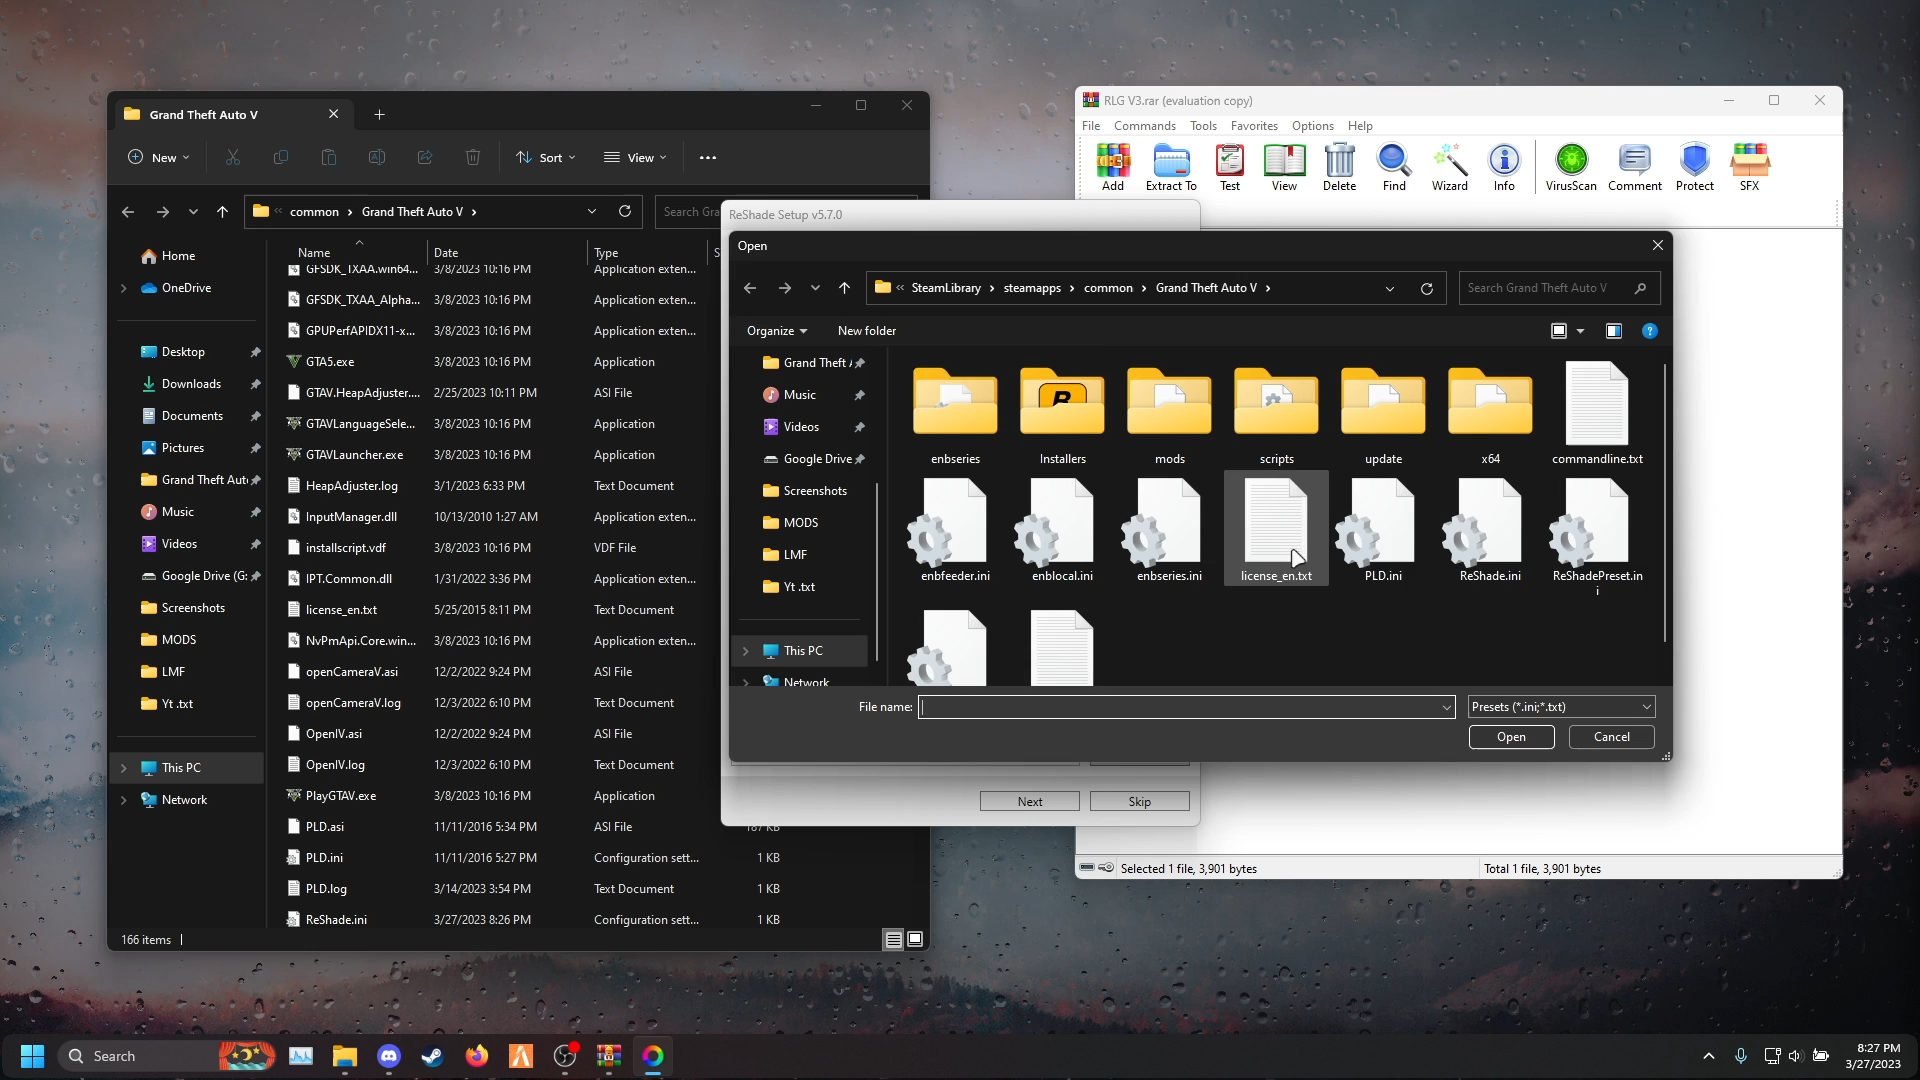 Grand Theft Auto V
New
Sort
View
common > Grand Theft Auto V >
Search Gra
Home
OneDrive
Desktop
Downloads
Documents
Pictures
Grand Theft Aut
Music
Videos
Google Drive (G:
Screenshots
MODS
LMF
Yt .txt
This PC
Network
Name Date Type S
GFSDK_TXAA.win64... 3/8/2023 10:16 PM Application exten...
GFSDK_TXAA_Alpha... 3/8/2023 10:16 PM Application exten...
GPUPerfAPIDX11-x... 3/8/2023 10:16 PM Application exten...
GTA5.exe 3/8/2023 10:16 PM Application
GTAV.HeapAdjuster.... 2/25/2023 10:11 PM ASI File
GTAVLanguageSele... 3/8/2023 10:16 PM Application
GTAVLauncher.exe 3/8/2023 10:16 PM Application
HeapAdjuster.log 3/1/2023 6:33 PM Text Document
InputManager.dll 10/13/2010 1:27 AM Application exten...
installscript.vdf 3/8/2023 10:16 PM VDF File
IPT.Common.dll 1/31/2022 3:36 PM Application exten...
license_en.txt 5/25/2015 8:11 PM Text Document
NvPmApi.Core.win... 3/8/2023 10:16 PM Application exten...
openCameraV.asi 12/2/2022 9:24 PM ASI File
openCameraV.log 12/3/2022 6:10 PM Text Document
OpenIV.asi 12/2/2022 9:24 PM ASI File
OpenIV.log 12/3/2022 6:10 PM Text Document
PlayGTAV.exe 3/8/2023 10:16 PM Application
PLD.asi 11/11/2016 5:34 PM ASI File 187 KB
PLD.ini 11/11/2016 5:27 PM Configuration sett... 1 KB
PLD.log 3/14/2023 3:54 PM Text Document 1 KB
ReShade.ini 3/27/2023 8:26 PM Configuration sett... 1 KB
166 items
RLG V3.rar (evaluation copy)
File Commands Tools Favorites Options Help
Add Extract To Test View Delete Find Wizard Info VirusScan Comment Protect SFX
Selected 1 file, 3,901 bytes
Total 1 file, 3,901 bytes
ReShade Setup v5.7.0
Next
Skip
Open
SteamLibrary > steamapps > common > Grand Theft Auto V >
Search Grand Theft Auto V
Organize
New folder
Grand Theft A
Music
Videos
Google Drive
Screenshots
MODS
LMF
Yt .txt
This PC
Network
enbseries Installers mods scripts update x64 commandline.txt
enbfeeder.ini enblocal.ini enbseries.ini license_en.txt PLD.ini ReShade.ini ReShadePreset.in
i
File name:
Presets (*.ini;*.txt)
Open
Cancel
Search
8:27 PM
3/27/2023